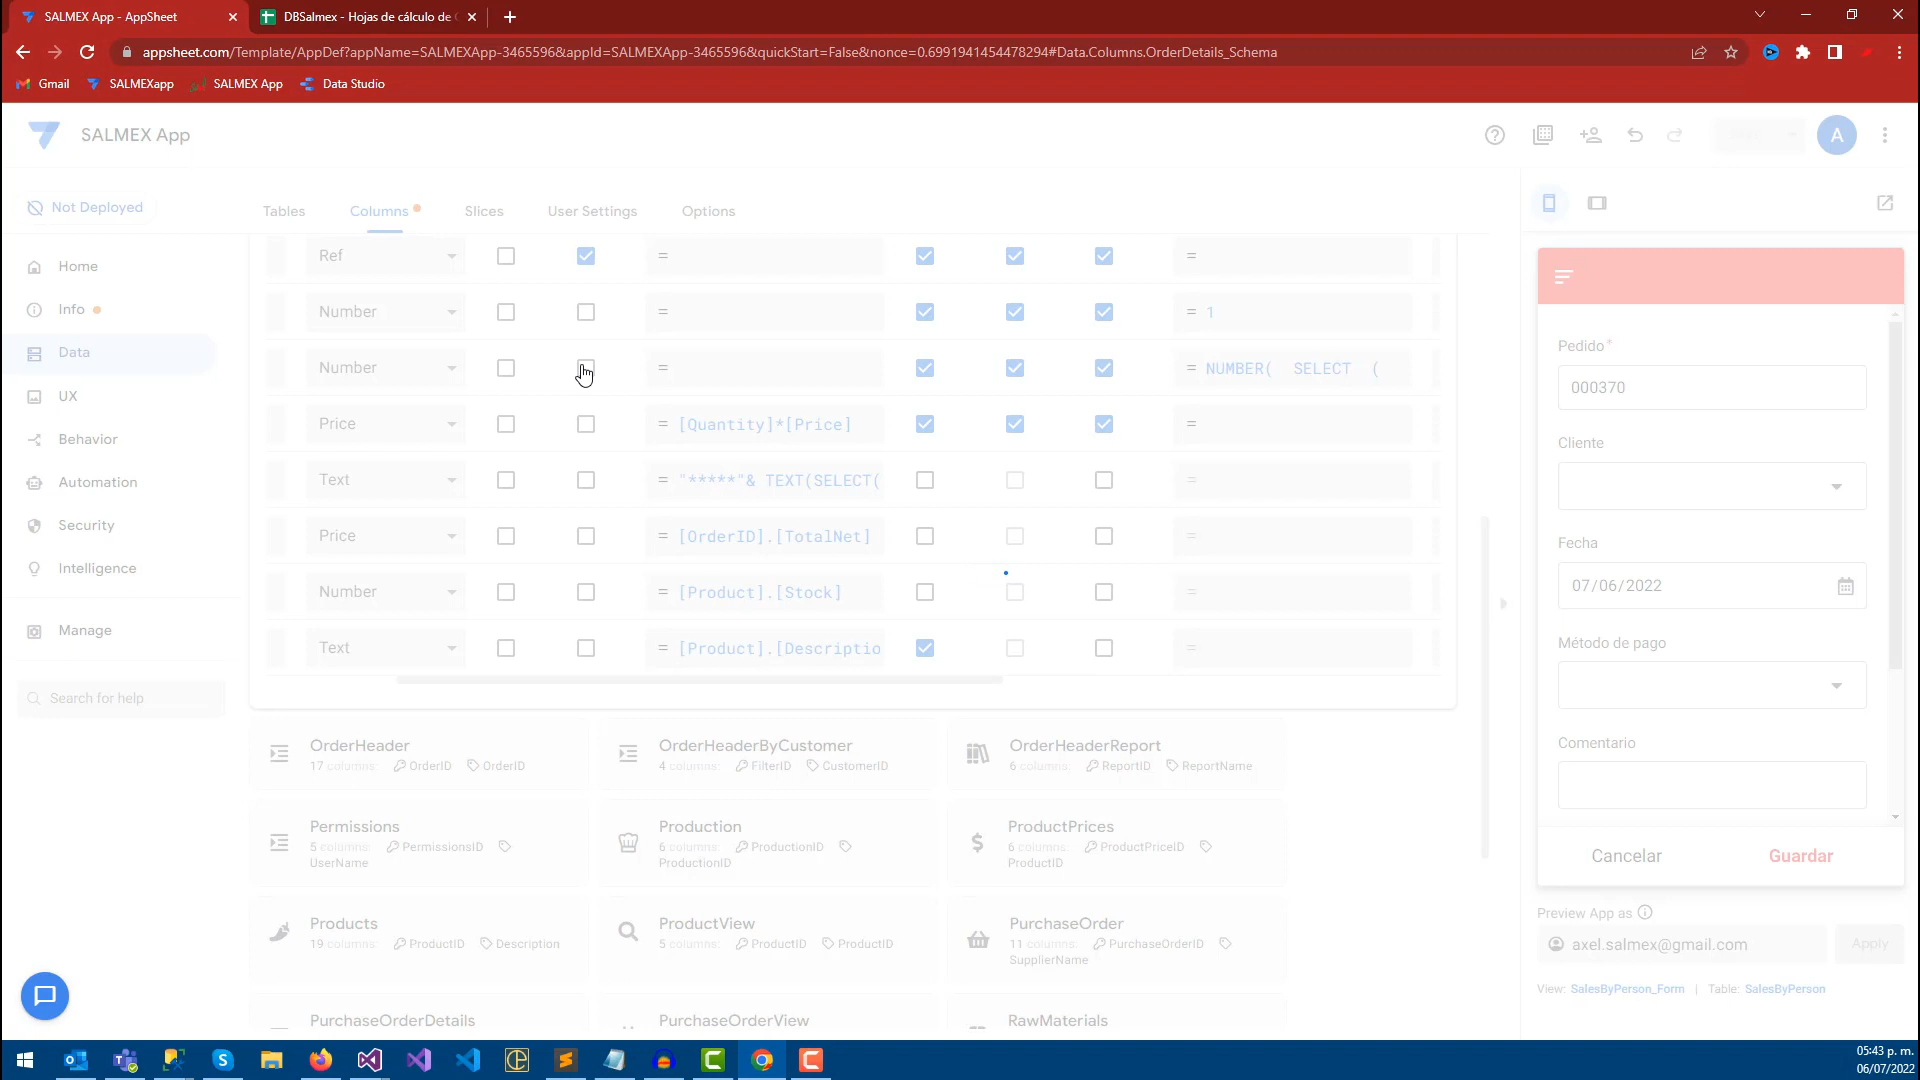 SALMEX App - AppSheet
DBSalmex - Hojas de cálculo de
appsheet.com/Template/AppDef?appName=SALMEXApp-3465596&appId=SALMEXApp-3465596&quickStart=False&nonce=0.6991941454478294#Data.Columns.OrderDetails_Schema
Gmail SALMEXapp SALMEX App Data Studio
SALMEX App
A
Not Deployed
Tables Columns Slices User Settings Options
Home
Info
Data
UX
Behavior
Automation
Security
Intelligence
Manage
Search for help
Ref = =
Number = = 1
Number = = NUMBER( SELECT (
Price = [Quantity]*[Price] =
Text = "*****"& TEXT(SELECT( =
Price = [OrderID].[TotalNet] =
Number = [Product].[Stock] =
Text = [Product].[Descriptio =
OrderHeader
17 columns: OrderID OrderID
OrderHeaderByCustomer
4 columns: FilterID CustomerID
OrderHeaderReport
6 columns: ReportID ReportName
Permissions
5 columns: PermissionsID
UserName
Production
6 columns: ProductionID
ProductionID
ProductPrices
6 columns: ProductPriceID
ProductID
Products
19 columns: ProductID Description
ProductView
5 columns: ProductID ProductID
PurchaseOrder
11 columns: PurchaseOrderID
SupplierName
PurchaseOrderDetails
PurchaseOrderView
RawMaterials
Pedido*
000370
Cliente
Fecha
07/06/2022
Método de pago
Comentario
Cancelar Guardar
Preview App as
axel.salmex@gmail.com Apply
View: SalesByPerson_Form | Table: SalesByPerson
05:43 p. m.
06/07/2022